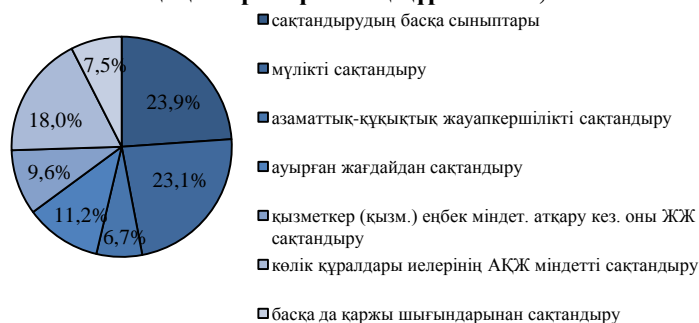 сақтандырудың басқа сыныптары
мүлікті сақтандыру
азаматтық-құқықтық жауапкершілікті сақтандыру
ауырған жағдайдан сақтандыру
қызметкер (қызм.) еңбек міндет. атқару кез. оны ЖЖ
сақтандыру
көлік құралдары иелерінің АҚЖ міндетті сақтандыру
басқа да қаржы шығындарынан сақтандыру
7,5%
23,9%
18,0%
9,6%
23,1%
11,2%
6,7%